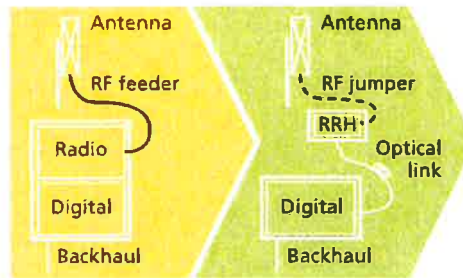 Antenna
RF feeder
Radio
Digital
Backhaul
Antenna
RF jumper
RRH
Optical
link
Digital
Backhaul